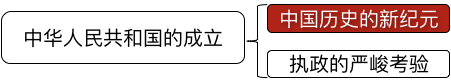 中华人民共和国的成立
中国历史的新纪元
执政的严峻考验